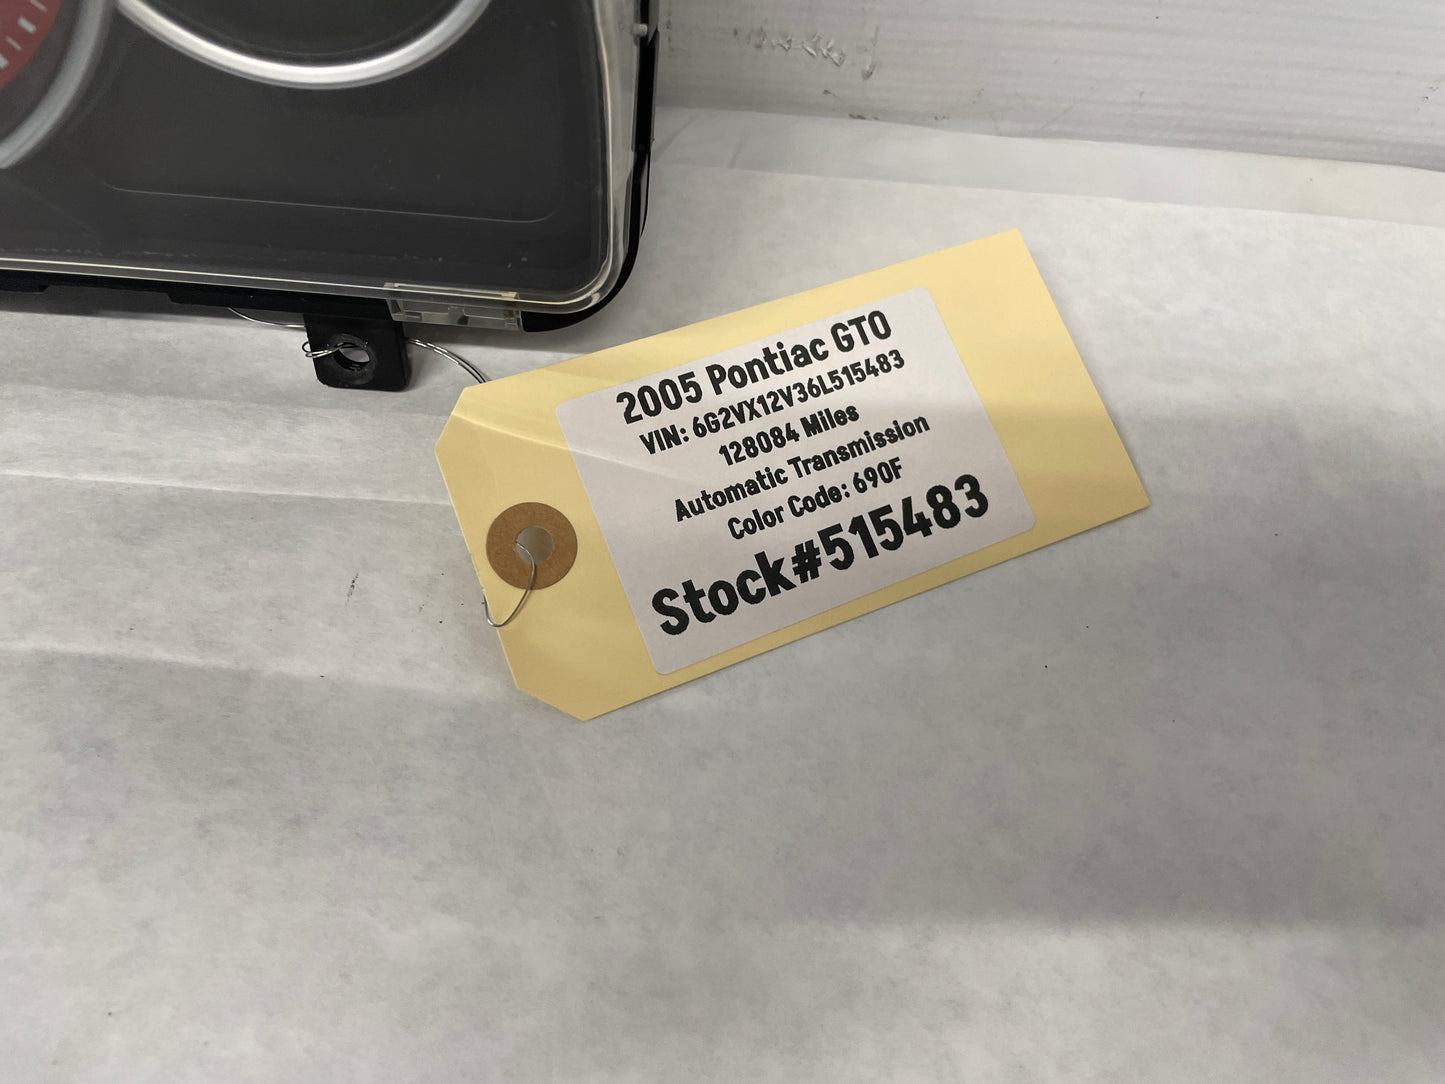 2005 Pontiac GTO
VIN: 6G2VX12V36L515483
128084 Miles
Automatic Transmission
Color Code: 690F
Stock#515483